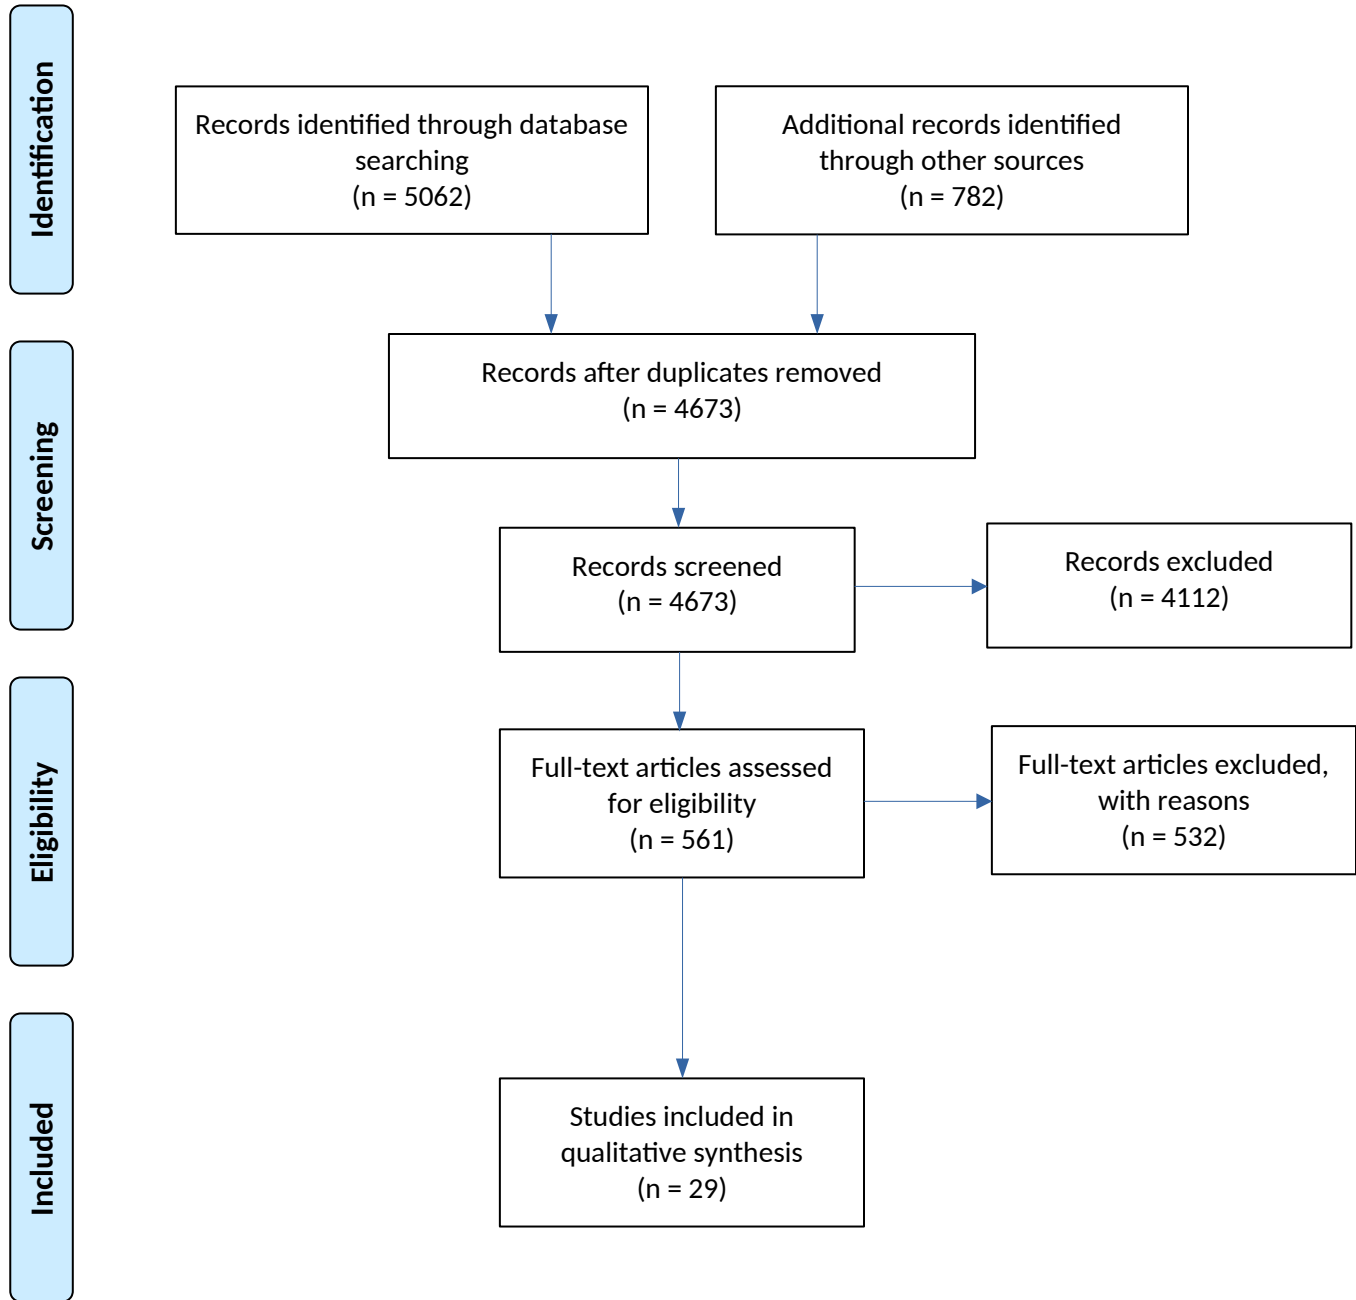 Identification
Records identified through database
searching
(n = 5062)
Additional records identified
through other sources
(n = 782)
Screening
Records after duplicates removed
(n = 4673)
Records screened
(n = 4673)
Records excluded
(n = 4112)
Eligibility
Full-text articles assessed
for eligibility
(n = 561)
Full-text articles excluded,
with reasons
(n = 532)
Included
Studies included in
qualitative synthesis
(n = 29)